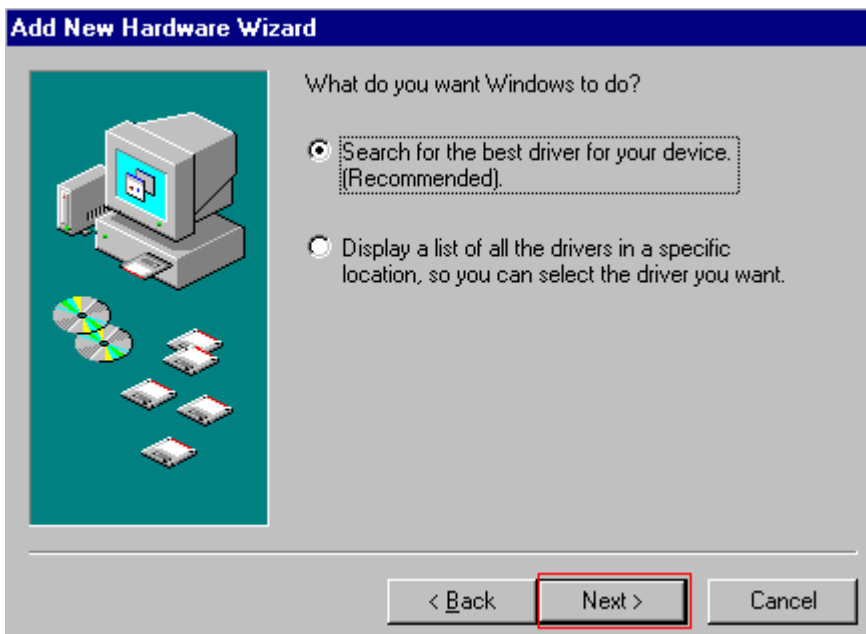 Add New Hardware Wizard
What do you want Windows to do?
Search for the best driver for your device.
(Recommended).
Display a list of all the drivers in a specific
location, so you can select the driver you want.
< Back
Next >
Cancel